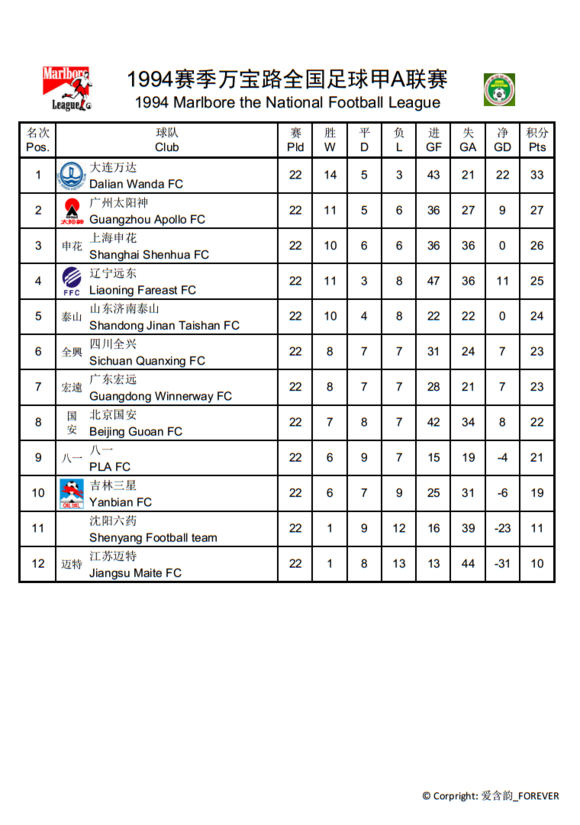 Marlboro
League
1994赛季万宝路全国足球甲A联赛
1994 Marlbore the National Football League
名次 球队 赛 胜 平 负 进 失 净 积分
Pos. Club Pld W D L GF GA GD Pts
1 大连万达 Dalian Wanda FC 22 14 5 3 43 21 22 33
2 太阳神 广州太阳神 Guangzhou Apollo FC 22 11 5 6 36 27 9 27
3 申花 上海申花 Shanghai Shenhua FC 22 10 6 6 36 36 0 26
4 FFC 辽宁远东 Liaoning Fareast FC 22 11 3 8 47 36 11 25
5 泰山 山东济南泰山 Shandong Jinan Taishan FC 22 10 4 8 22 22 0 24
6 全興 四川全兴 Sichuan Quanxing FC 22 8 7 7 31 24 7 23
7 宏遠 广东宏远 Guangdong Winnerway FC 22 8 7 7 28 21 7 23
8 国安 北京国安 Beijing Guoan FC 22 7 8 7 42 34 8 22
9 八一 八一 PLA FC 22 6 9 7 15 19 -4 21
10 吉林三星 Yanbian FC 22 6 7 9 25 31 -6 19
11 沈阳六药 Shenyang Football team 22 1 9 12 16 39 -23 11
12 迈特 江苏迈特 Jiangsu Maite FC 22 1 8 13 13 44 -31 10
© Corpright: 爱含韵_FOREVER